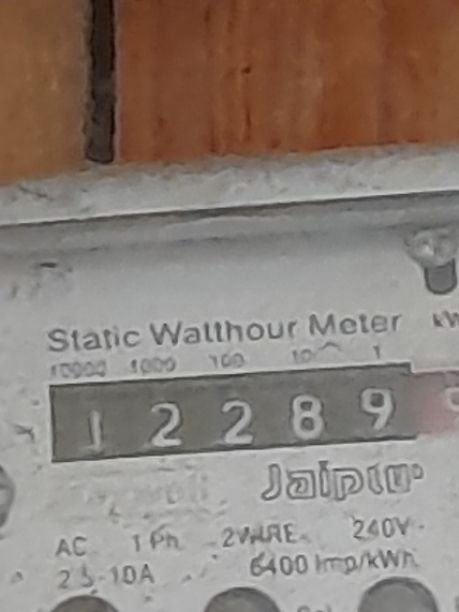 Static Watthour Meter
10000 1000 100 10 1
1 2 2 8 9
Jaipur
AC 1 Ph 2WIRE 240V
6400 Imp/kWh